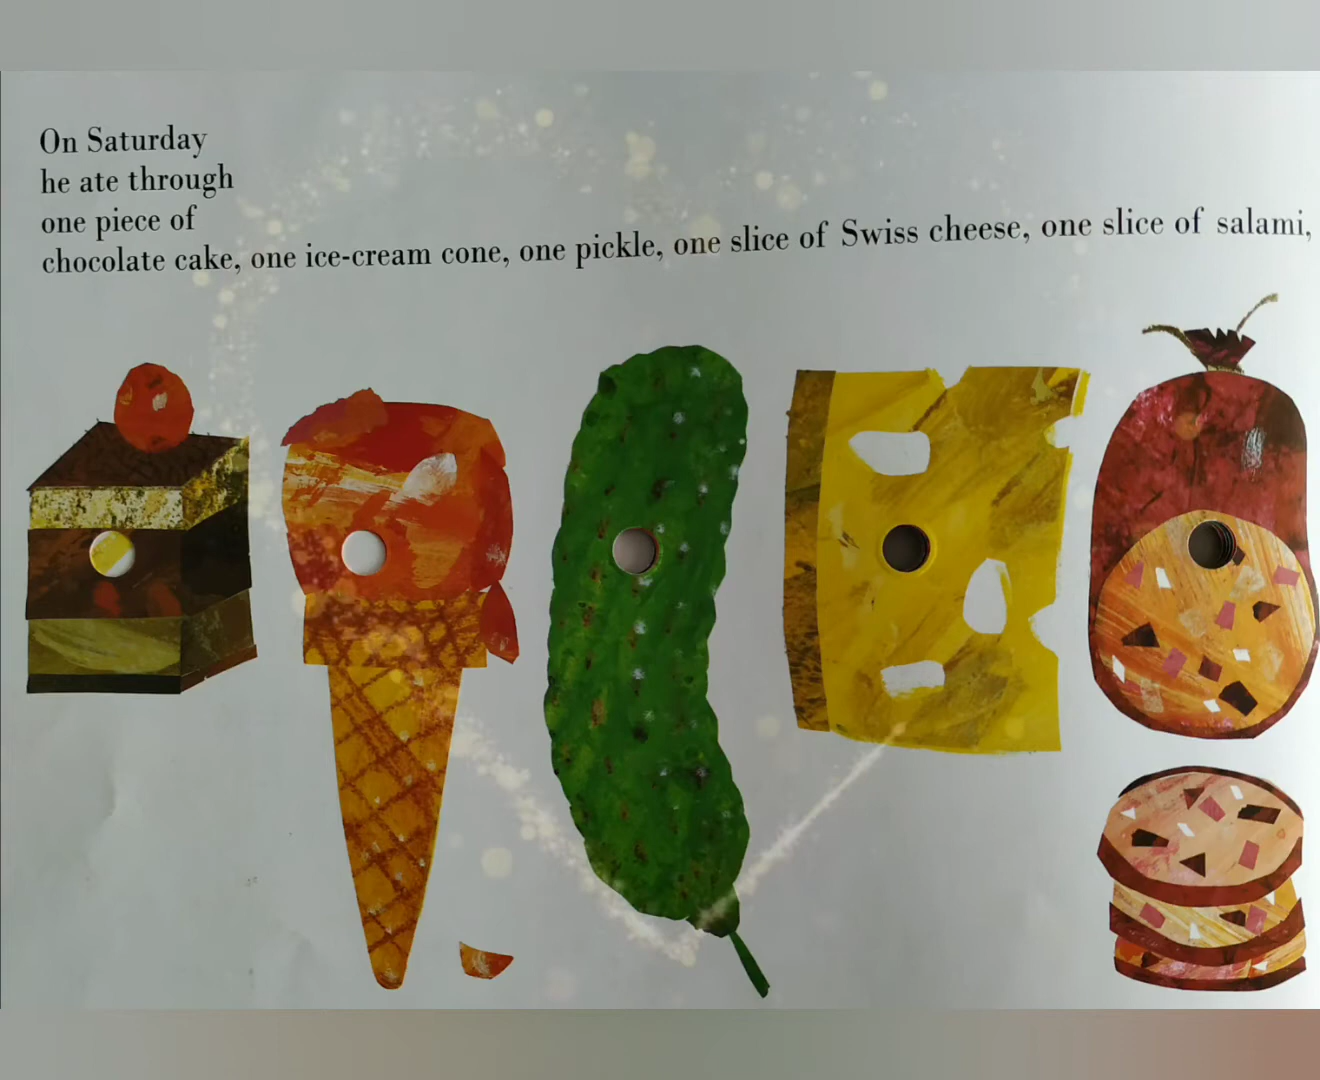 On Saturday
he ate through
one piece of
chocolate cake, one ice-cream cone, one pickle, one slice of Swiss cheese, one slice of salami,